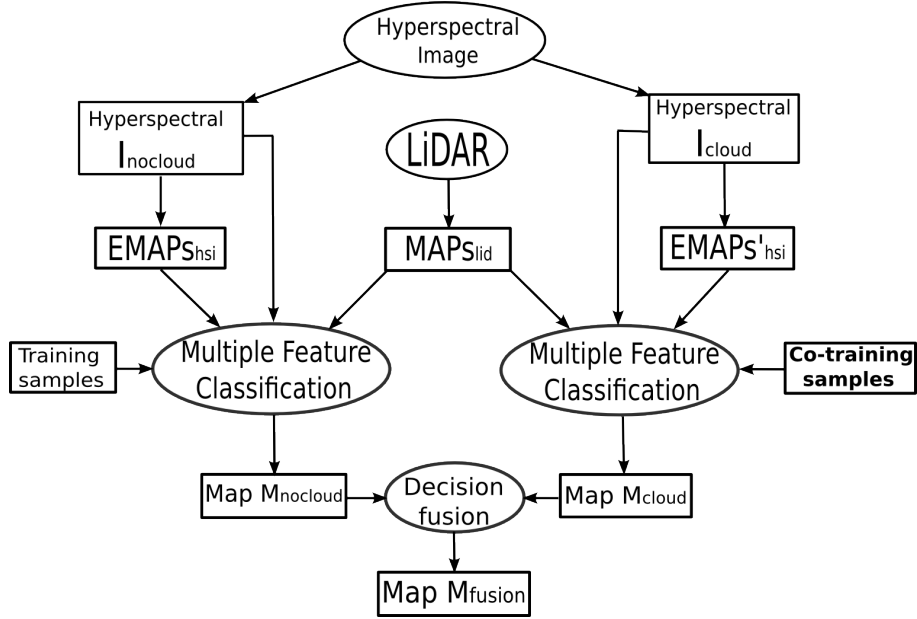 Hyperspectral
Image
Hyperspectral
Inocloud
Hyperspectral
Icloud
LiDAR
EMAPshsi
MAPslid
EMAPs'hsi
Training
samples
Multiple Feature
Classification
Multiple Feature
Classification
Co-training
samples
Map Mnocloud
Decision
fusion
Map Mcloud
Map Mfusion